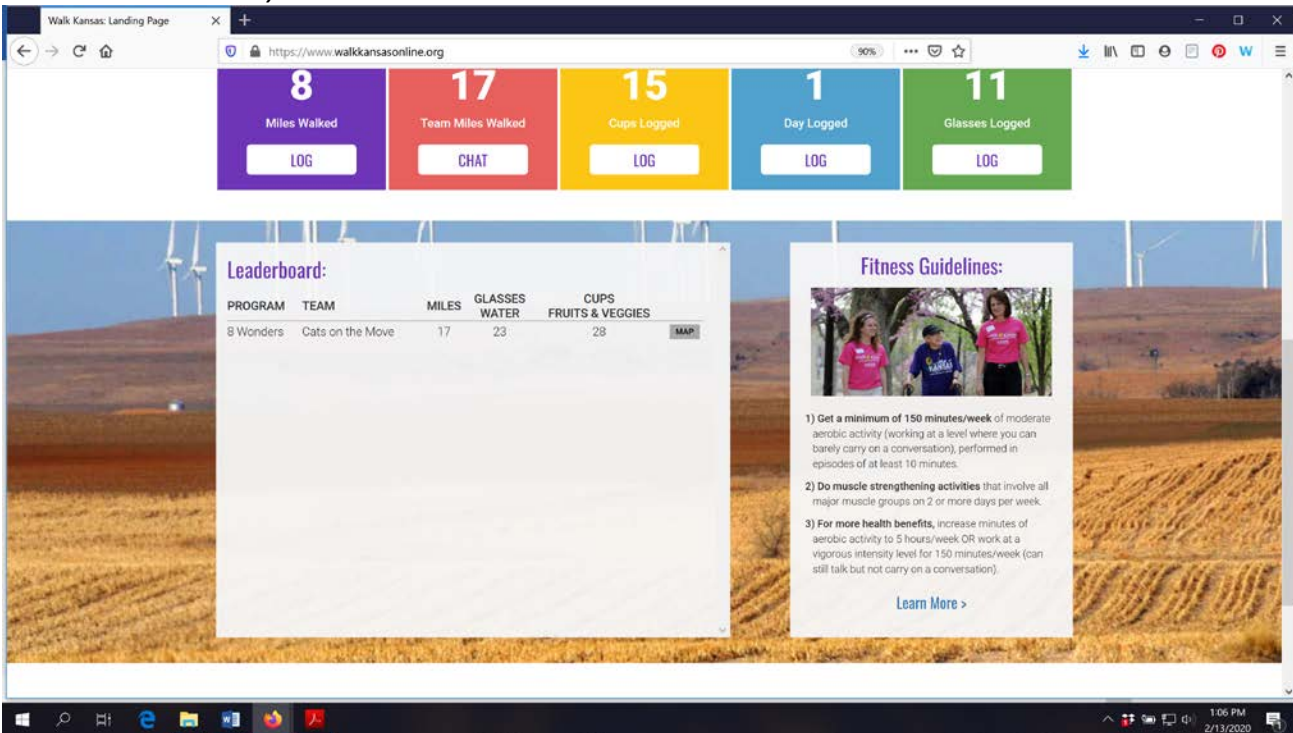 Walk Kansas: Landing Page
https://www.walkkansasonline.org
90%
8
17
15
1
11
Miles Walked
Team Miles Walked
Cups Logged
Day Logged
Glasses Logged
LOG
CHAT
LOG
LOG
LOG
Leaderboard:
PROGRAM TEAM MILES GLASSES WATER CUPS FRUITS & VEGGIES
8 Wonders Cats on the Move 17 23 28 MAP
Fitness Guidelines:
1) Get a minimum of 150 minutes/week of moderate
aerobic activity (working at a level where you can
barely carry on a conversation), performed in
episodes of at least 10 minutes.
2) Do muscle strengthening activities that involve all
major muscle groups on 2 or more days per week.
3) For more health benefits, increase minutes of
aerobic activity to 5 hours/week OR work at a
vigorous intensity level for 150 minutes/week (can
still talk but not carry on a conversation).
Learn More >
1:06 PM
2/13/2020